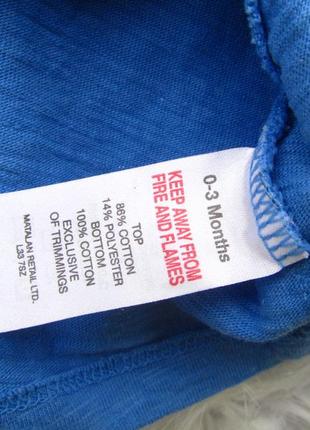 0-3 Months
KEEP AWAY FROM
FIRE AND FLAMES
TOP
86% COTTON
14% POLYESTER
BOTTOM
100% COTTON
EXCLUSIVE
OF TRIMMINGS
MATALAN RETAIL LTD.
L33 7SZ